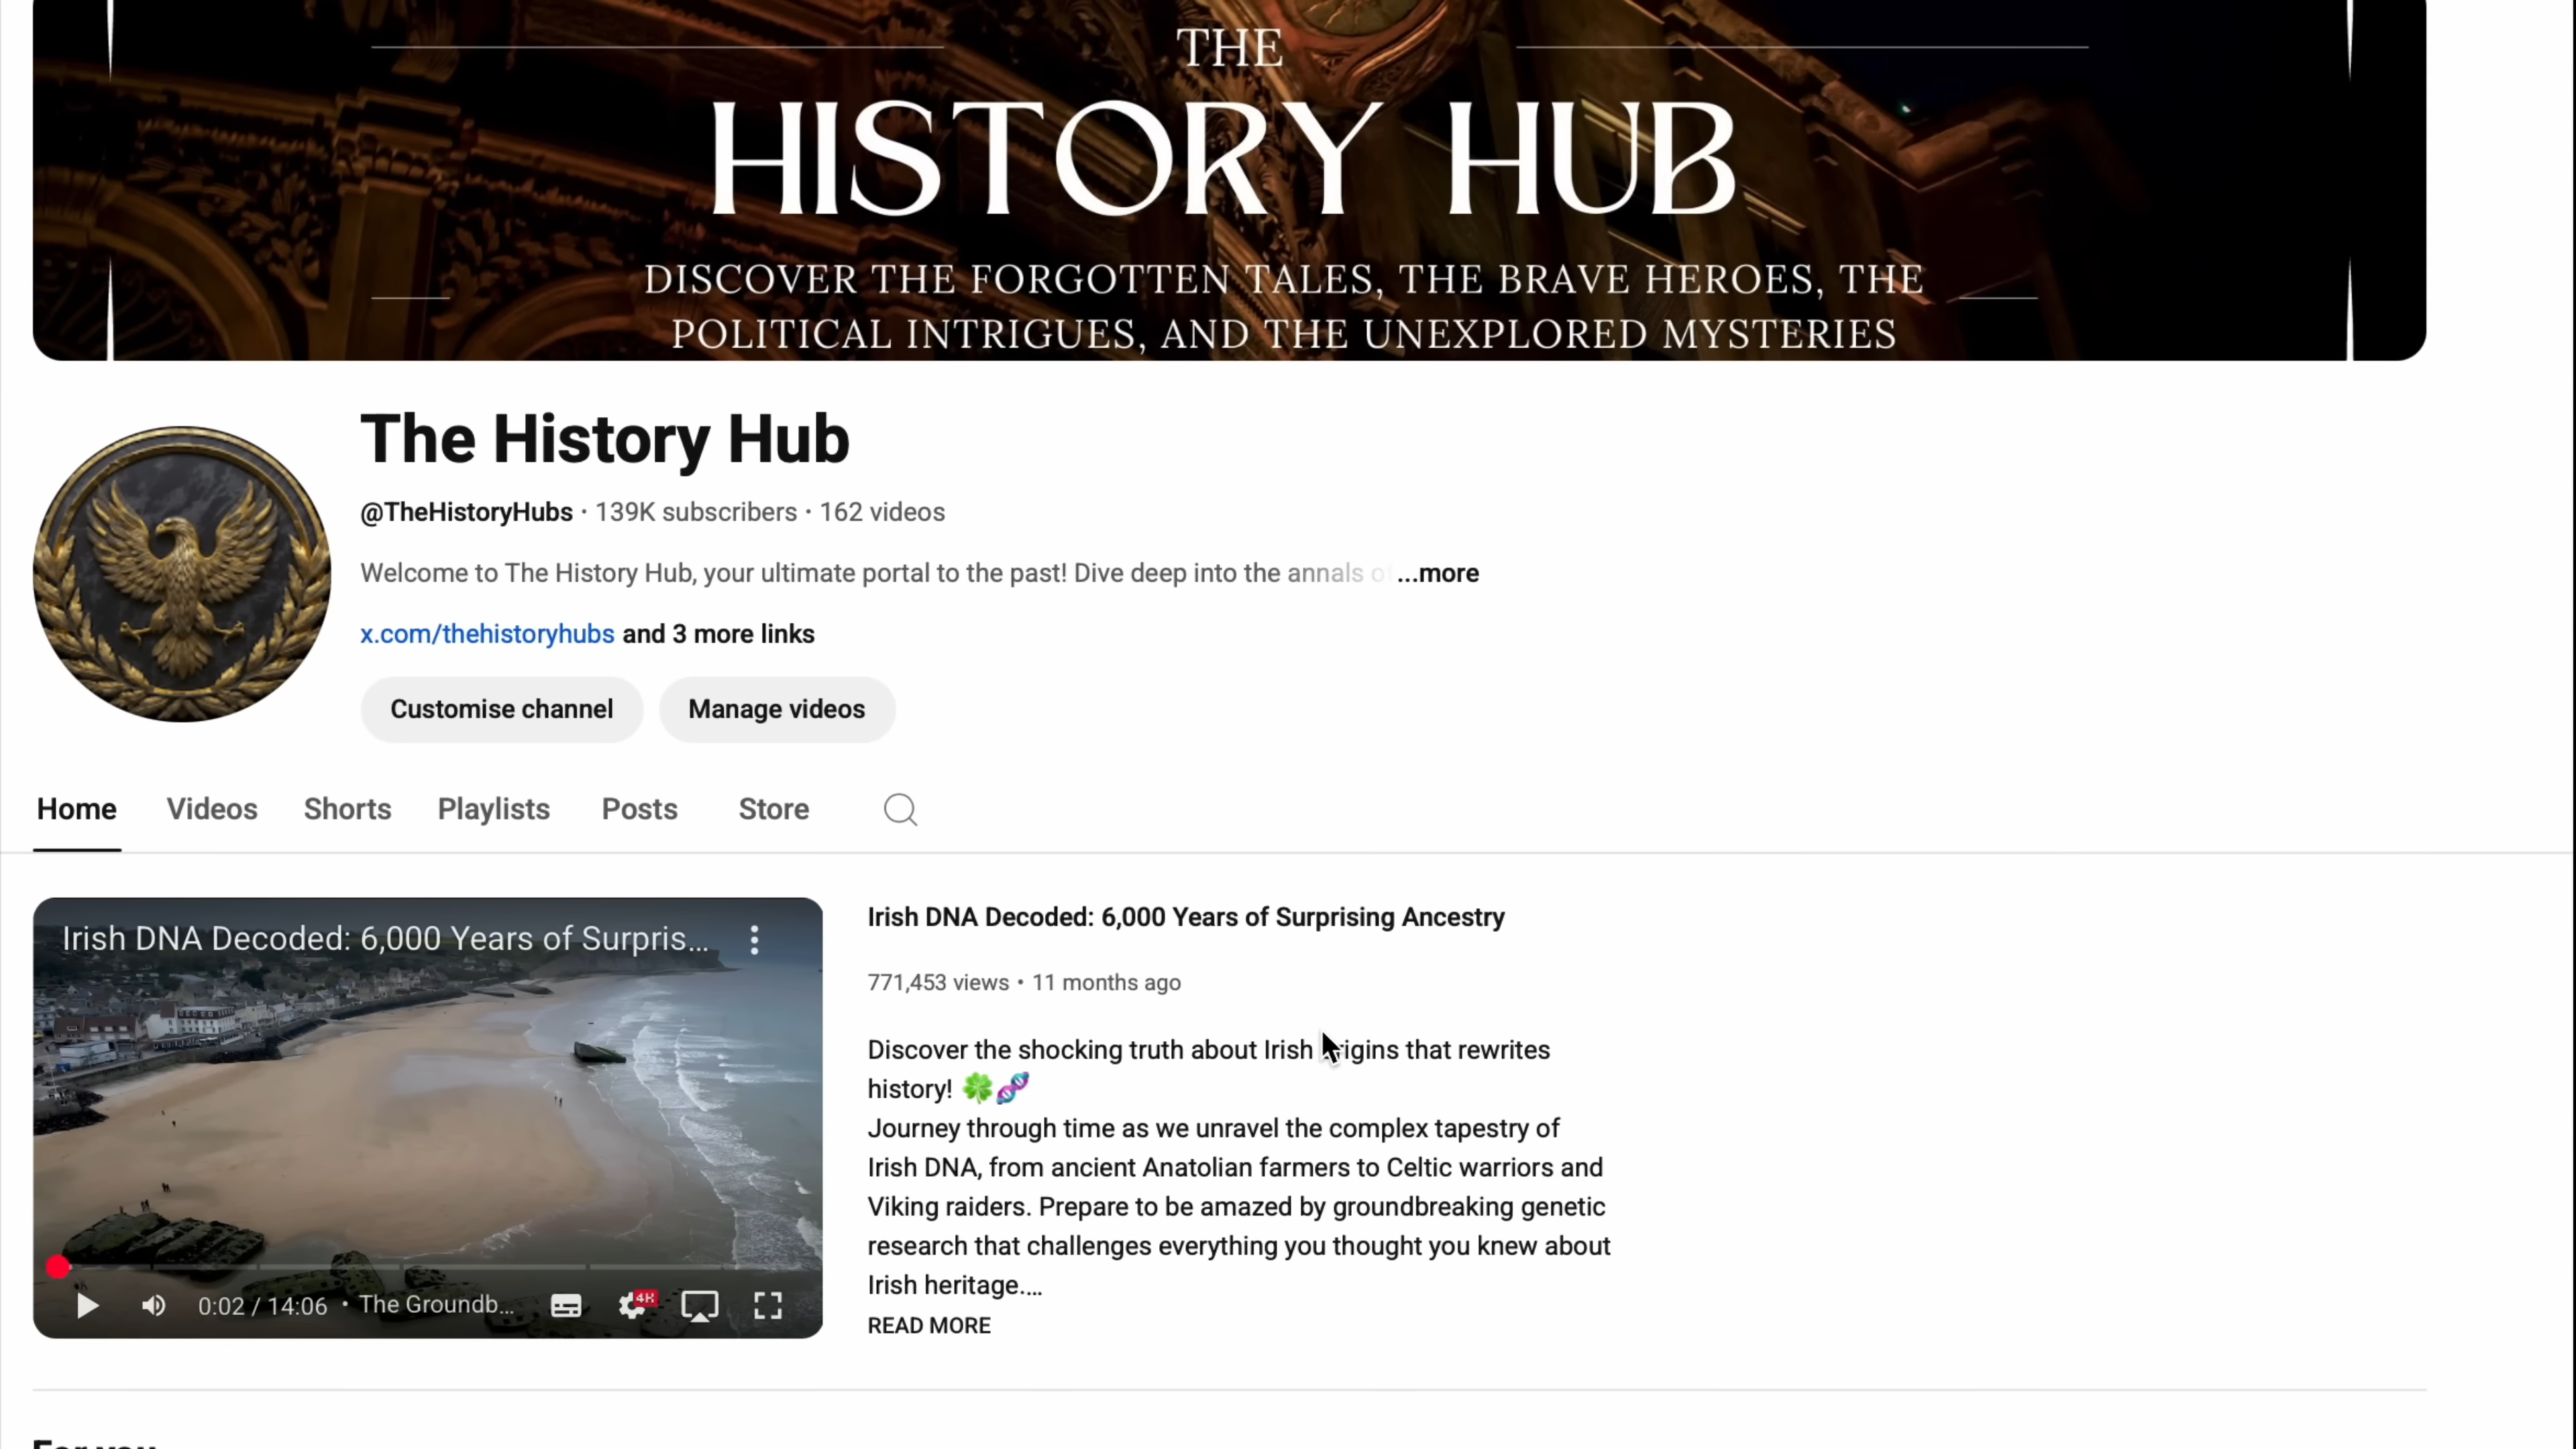 THE
HISTORY HUB
DISCOVER THE FORGOTTEN TALES, THE BRAVE HEROES, THE
POLITICAL INTRIGUES, AND THE UNEXPLORED MYSTERIES
The History Hub
@TheHistoryHubs • 139K subscribers • 162 videos
Welcome to The History Hub, your ultimate portal to the past! Dive deep into the annals of ...more
x.com/thehistoryhubs and 3 more links
Customise channel Manage videos
Home Videos Shorts Playlists Posts Store
Irish DNA Decoded: 6,000 Years of Surpris...
0:02 / 14:06 • The Groundb...
4K
Irish DNA Decoded: 6,000 Years of Surprising Ancestry
771,453 views • 11 months ago
Discover the shocking truth about Irish origins that rewrites
history! 🍀🧬
Journey through time as we unravel the complex tapestry of
Irish DNA, from ancient Anatolian farmers to Celtic warriors and
Viking raiders. Prepare to be amazed by groundbreaking genetic
research that challenges everything you thought you knew about
Irish heritage....
READ MORE
For you